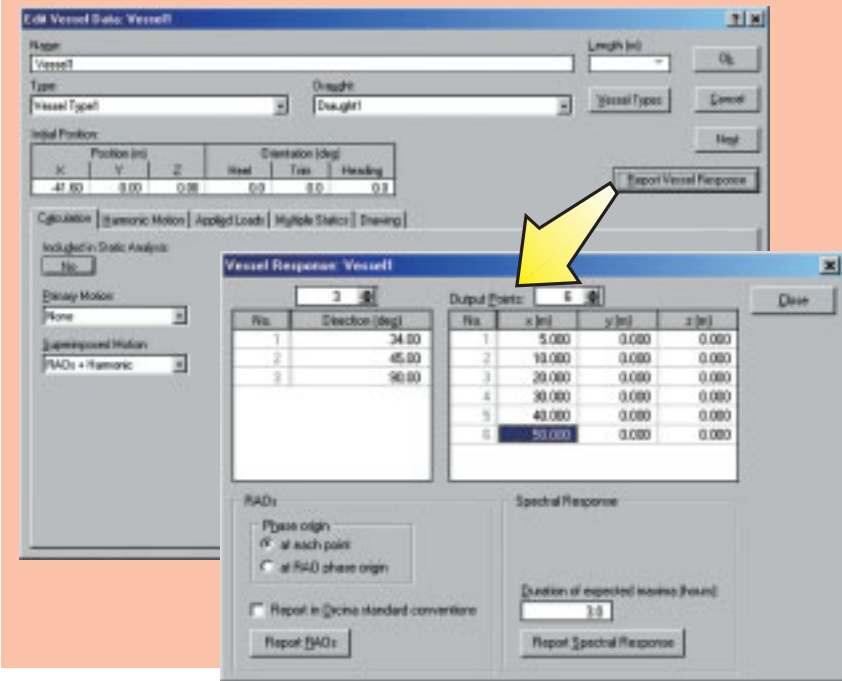 Edit Vessel Data: Vessel1
Name:
Length (m)
Vessel1
Ok
Type:
Draught:
Vessel Type1
Draught1
Vessel Types
Cancel
Initial Position:
Next
Position (m)
Orientation (deg)
X
Y
Z
Heel
Trim
Heading
-41.60
0.00
0.00
0.0
0.0
0.0
Report Vessel Response
Calculation
Harmonic Motion
Applied Loads
Multiple Statics
Drawing
Included in Static Analysis:
No
Primary Motion:
None
Superimposed Motion:
RAOs + Harmonic
Vessel Response: Vessel1
3
Output Points:
6
Close
No.
Direction (deg)
1
34.00
2
45.00
3
90.00
No.
x (m)
y (m)
z (m)
1
5.000
0.000
0.000
2
10.000
0.000
0.000
3
20.000
0.000
0.000
4
30.000
0.000
0.000
5
40.000
0.000
0.000
6
50.000
0.000
0.000
RAOs
Phase origin
at each point
at RAO phase origin
Report in Orcina standard conventions
Report RAOs
Spectral Response
Duration of expected maxima (hours):
3.0
Report Spectral Response